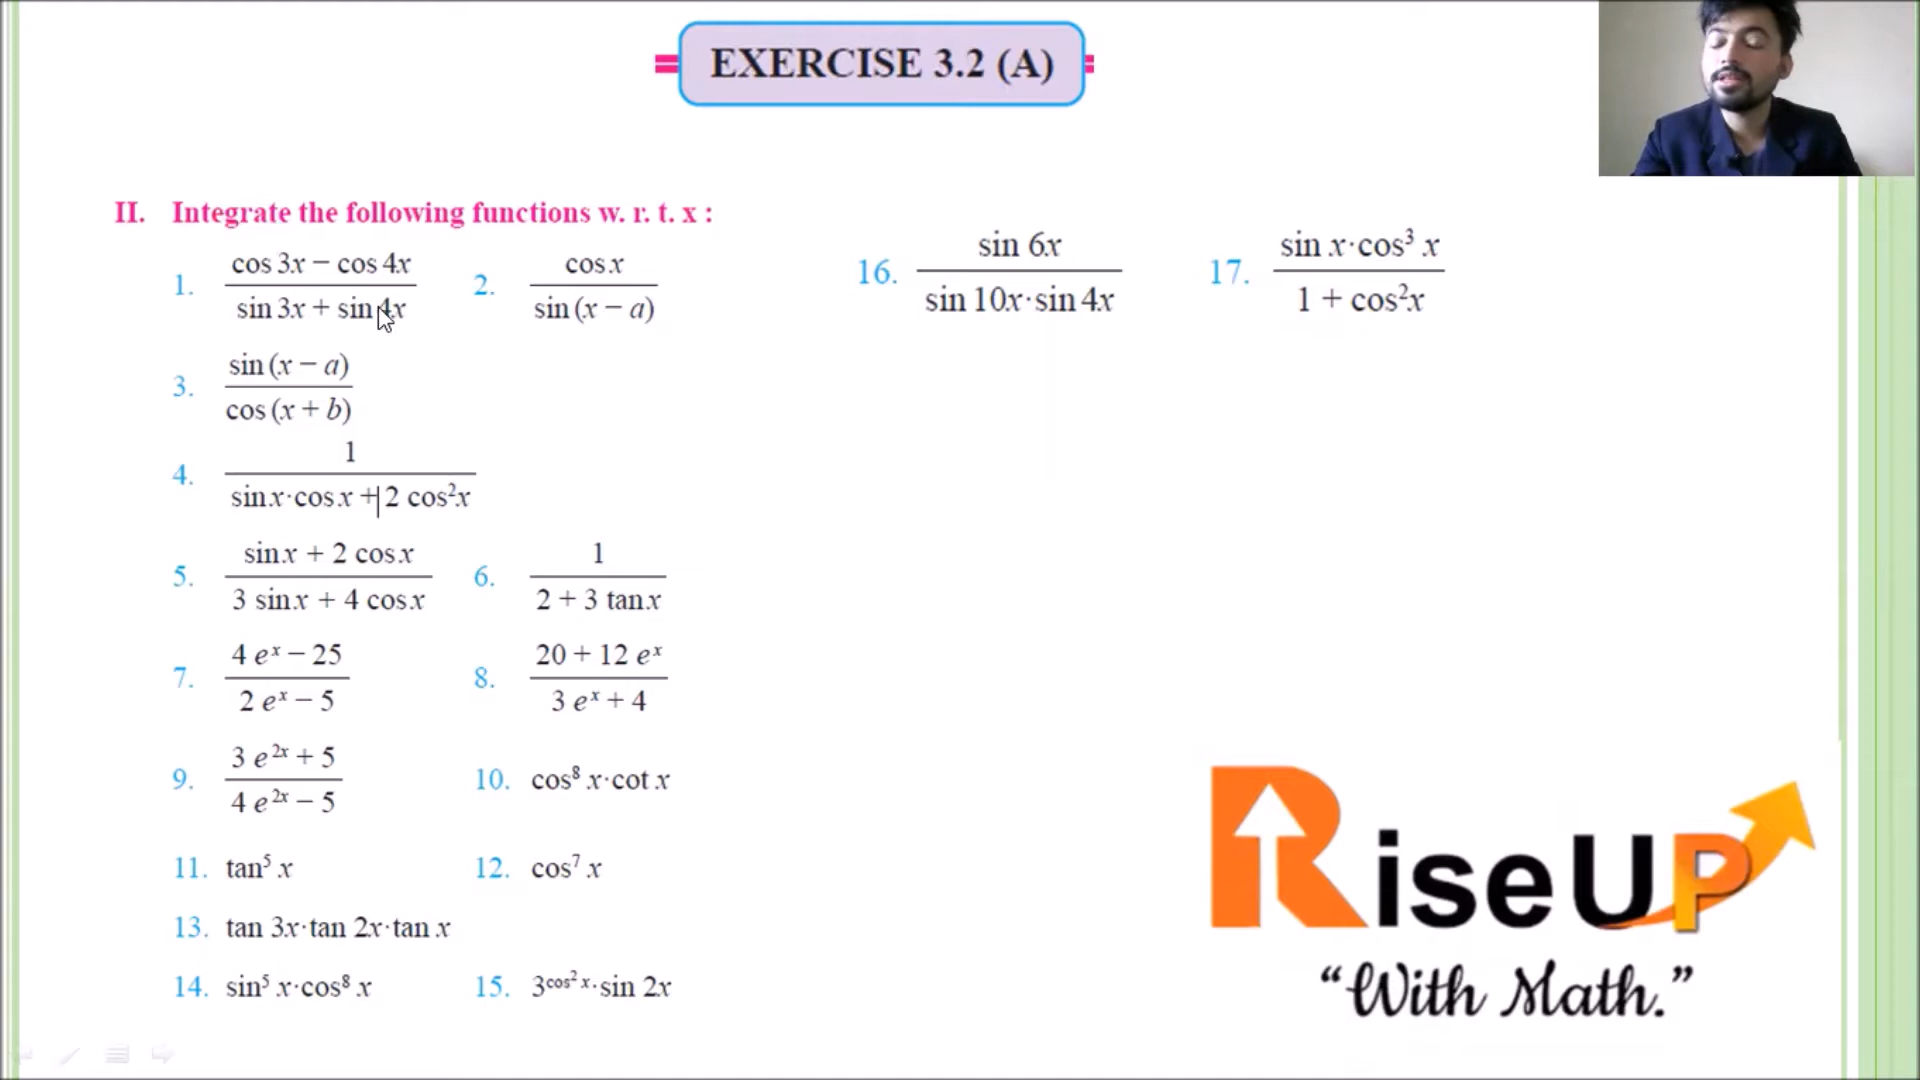 EXERCISE 3.2 (A)
II. Integrate the following functions w. r. t. x :
1. (cos 3x − cos 4x) / (sin 3x + sin 4x)
2. cos x / sin (x − a)
3. sin (x − a) / cos (x + b)
4. 1 / (sin x·cos x + 2 cos²x)
5. (sin x + 2 cos x) / (3 sin x + 4 cos x)
6. 1 / (2 + 3 tan x)
7. (4 eˣ − 25) / (2 eˣ − 5)
8. (20 + 12 eˣ) / (3 eˣ + 4)
9. (3 e²ˣ + 5) / (4 e²ˣ − 5)
10. cos⁸ x·cot x
11. tan⁵ x
12. cos⁷ x
13. tan 3x·tan 2x·tan x
14. sin⁵ x·cos⁸ x
15. 3^(cos² x)·sin 2x
16. sin 6x / (sin 10x·sin 4x)
17. (sin x·cos³ x) / (1 + cos²x)
RiseUP
“With Math.”